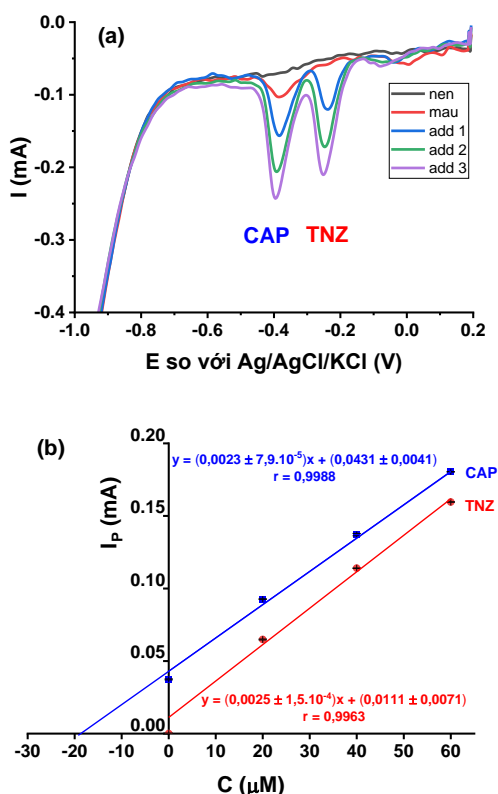 (a)
0.0
-0.1
-0.2
-0.3
-0.4
I (mA)
nen
mau
add 1
add 2
add 3
CAP TNZ
-1.0 -0.8 -0.6 -0.4 -0.2 0.0 0.2
E so với Ag/AgCl/KCl (V)
(b)
0.20
0.15
0.10
0.05
0.00
I_P (mA)
y = (0,0023 ± 7,9.10⁻⁵)x + (0,0431 ± 0,0041)
r = 0,9988
CAP
TNZ
y = (0,0025 ± 1,5.10⁻⁴)x + (0,0111 ± 0,0071)
r = 0,9963
-30 -20 -10 0 10 20 30 40 50 60
C (μM)